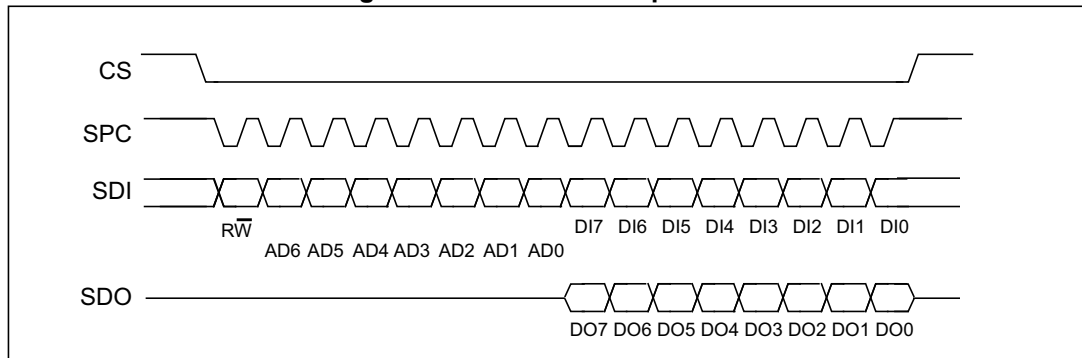 CS
SPC
SDI
RW̅
DI7 DI6 DI5 DI4 DI3 DI2 DI1 DI0
AD6 AD5 AD4 AD3 AD2 AD1 AD0
SDO
DO7 DO6 DO5 DO4 DO3 DO2 DO1 DO0